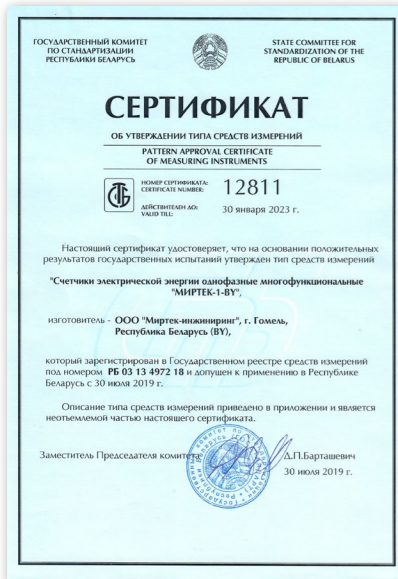 ГОСУДАРСТВЕННЫЙ КОМИТЕТ
ПО СТАНДАРТИЗАЦИИ
РЕСПУБЛИКИ БЕЛАРУСЬ
STATE COMMITTEE FOR
STANDARDIZATION OF THE
REPUBLIC OF BELARUS
СЕРТИФИКАТ
ОБ УТВЕРЖДЕНИИ ТИПА СРЕДСТВ ИЗМЕРЕНИЙ
PATTERN APPROVAL CERTIFICATE
OF MEASURING INSTRUMENTS
НОМЕР СЕРТИФИКАТА:
CERTIFICATE NUMBER:
12811
ДЕЙСТВИТЕЛЕН ДО:
VALID TILL:
30 января 2023 г.
Настоящий сертификат удостоверяет, что на основании положительных
результатов государственных испытаний утвержден тип средств измерений
"Счетчики электрической энергии однофазные многофункциональные
"МИРТЕК-1-BY",
изготовитель - ООО "Миртек-инжиниринг", г. Гомель,
Республика Беларусь (BY),
который зарегистрирован в Государственном реестре средств измерений
под номером РБ 03 13 4972 18 и допущен к применению в Республике
Беларусь с 30 июля 2019 г.
Описание типа средств измерений приведено в приложении и является
неотъемлемой частью настоящего сертификата.
Заместитель Председателя комитета
Д.П.Барташевич
30 июля 2019 г.